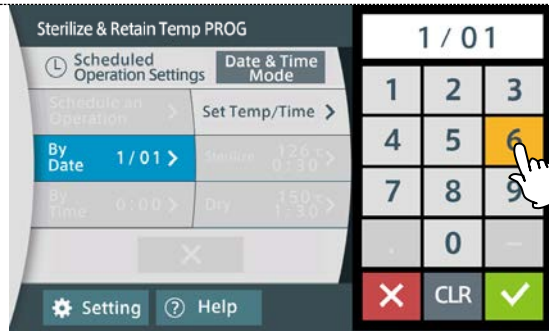 Sterilize & Retain Temp PROG
1 / 01
Scheduled
Operation Settings
Date & Time
Mode
Schedule an
Operation >
Set Temp/Time >
By
Date 1/01 >
Sterilize 126℃
0:30 >
By
Time 0:00 >
Dry 150℃
1:30 >
×
Setting
? Help
1 2 3
4 5 6
7 8 9
. 0 −
× CLR ✓